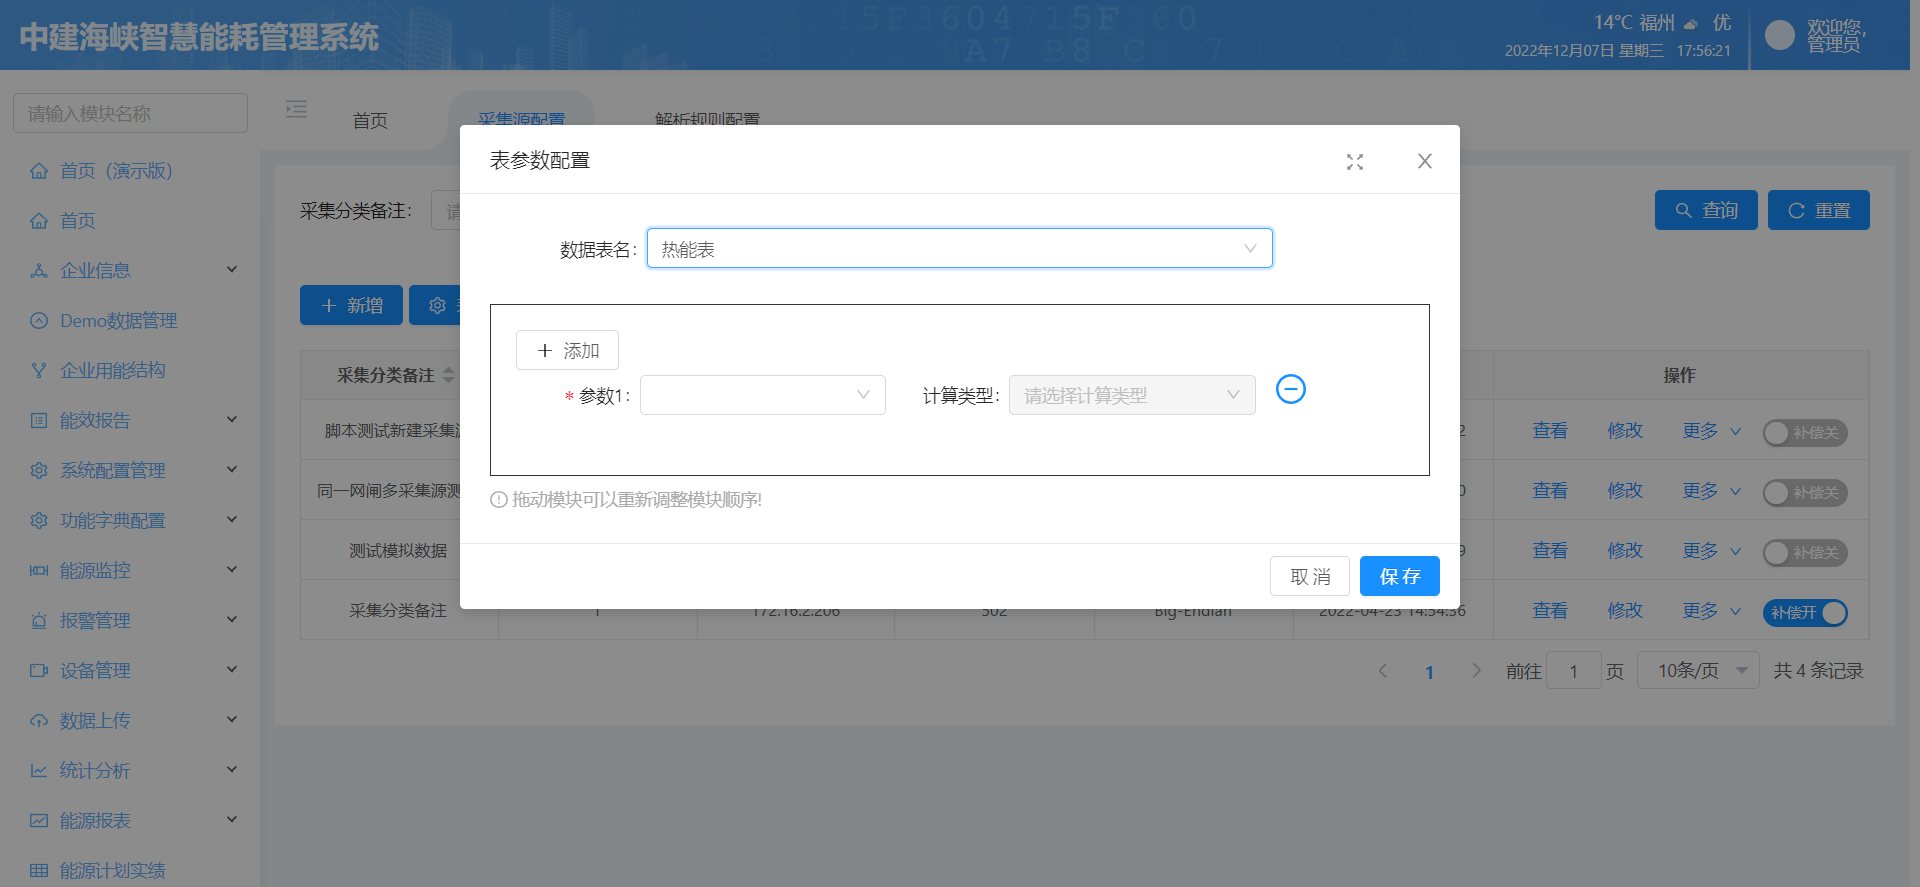 中建海峡智慧能耗管理系统
14°C 福州 优
2022年12月07日 星期三 17:56:21
欢迎您,
管理员
请输入模块名称
首页
采集源配置
解析规则配置
首页（演示版）
首页
企业信息
Demo数据管理
企业用能结构
能效报告
系统配置管理
功能字典配置
能源监控
报警管理
设备管理
数据上传
统计分析
能源报表
能源计划实绩
采集分类备注：
查询
重置
新增
表参数配置
数据表名：
热能表
添加
* 参数1：
计算类型：
请选择计算类型
拖动模块可以重新调整模块顺序!
取 消
保 存
采集分类备注
操作
脚本测试新建采集
查看 修改 更多 补偿关
同一网闸多采集源测
查看 修改 更多 补偿关
测试模拟数据
查看 修改 更多 补偿关
采集分类备注 1 172.16.2.206 502 Big-Endian 2022-04-23 14:54:36 查看 修改 更多 补偿开
1 前往 1 页 10条/页 共 4 条记录